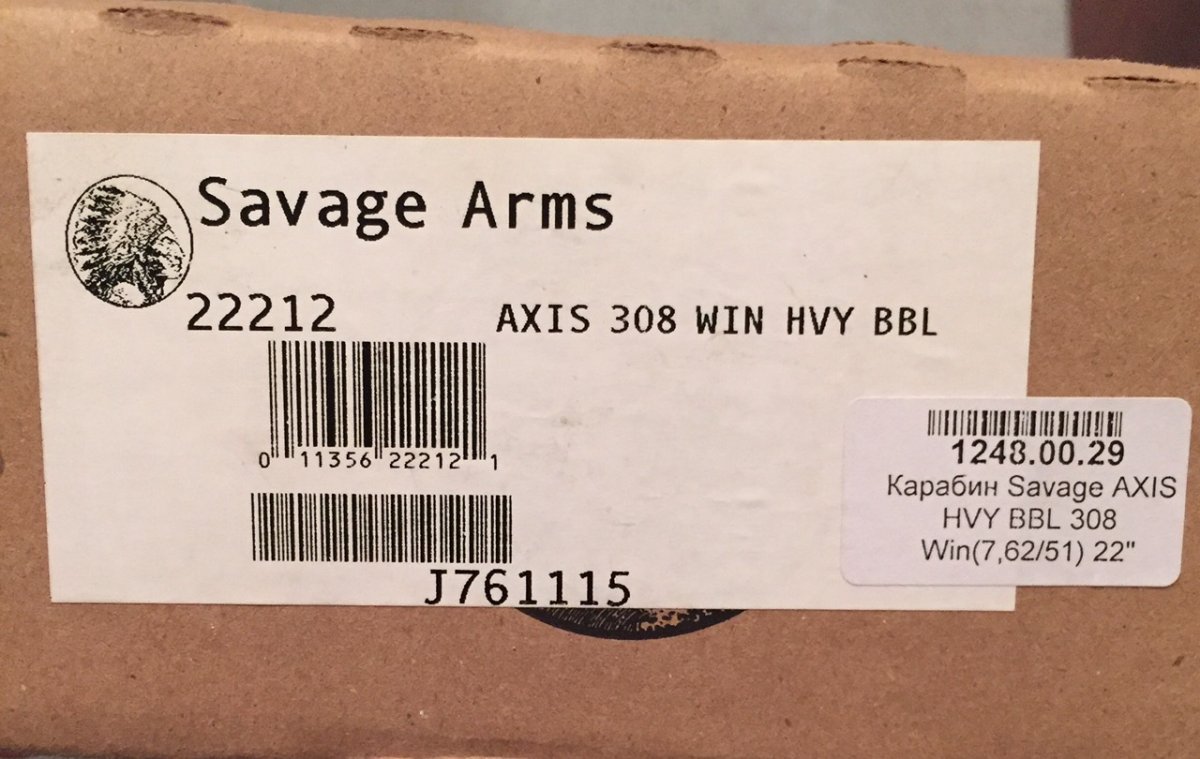 Savage Arms
22212 AXIS 308 WIN HVY BBL
0 11356 22212 1
J761115
1248.00.29
Карабин Savage AXIS
HVY BBL 308
Win(7,62/51) 22"